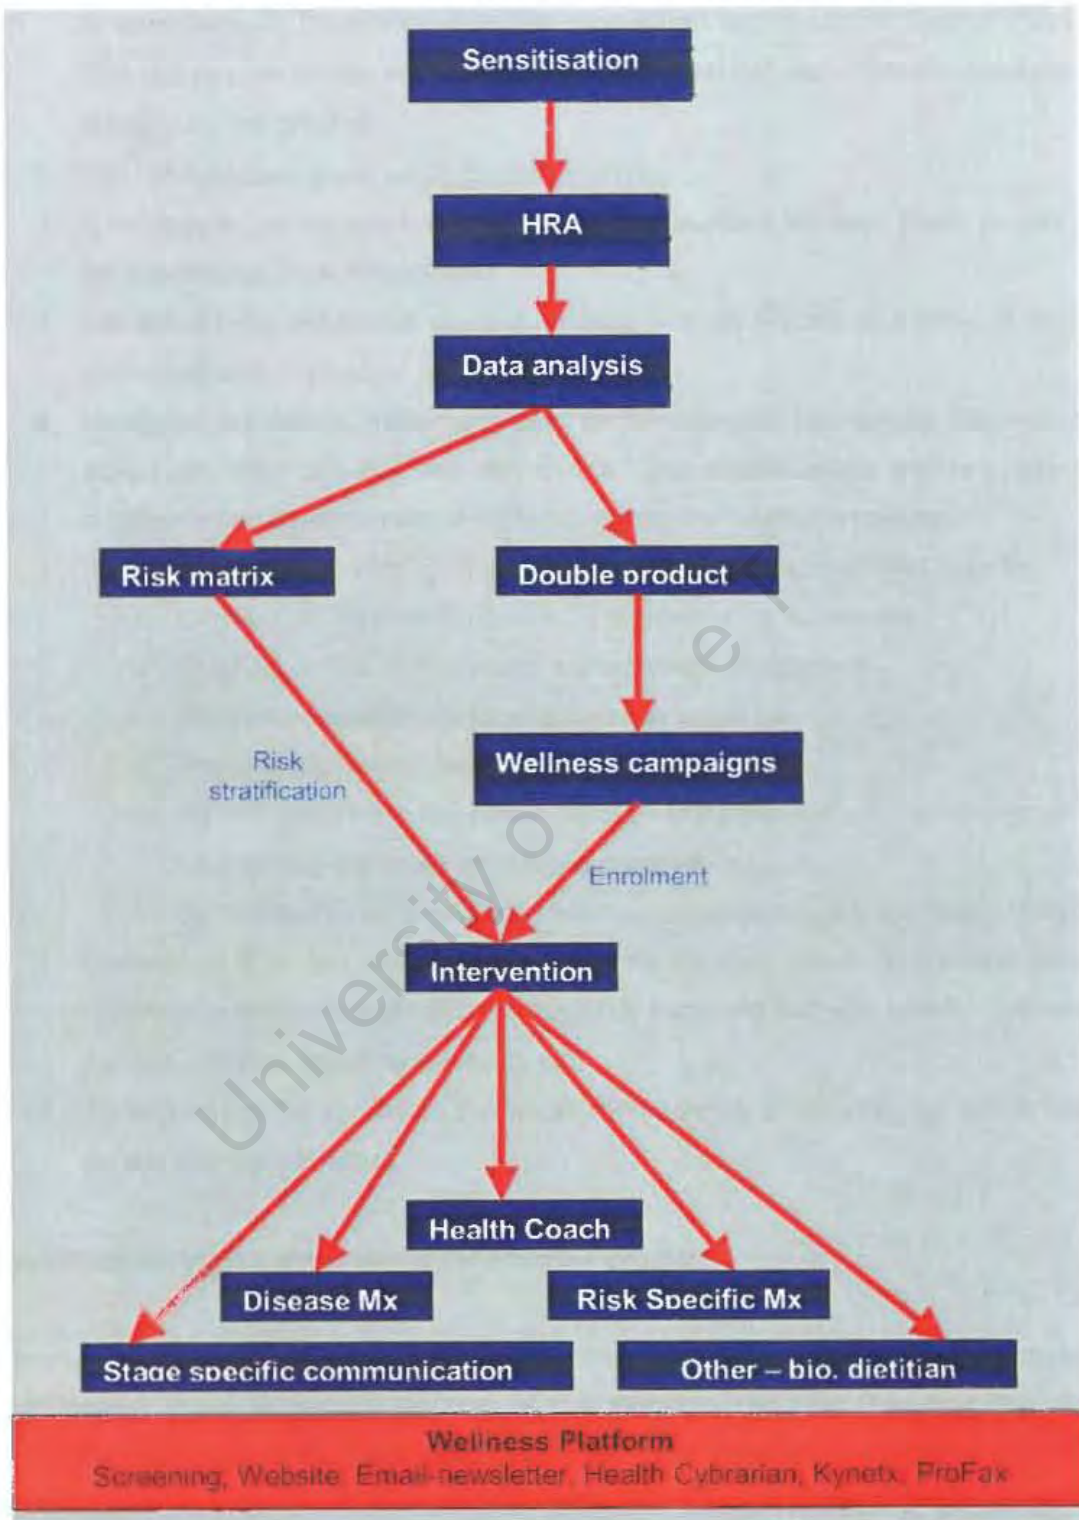 Sensitisation
HRA
Data analysis
Risk matrix
Double product
Wellness campaigns
Risk
stratification
Enrolment
Intervention
Health Coach
Disease Mx
Risk Specific Mx
Stage specific communication
Other – bio. dietitian
Wellness Platform
Screening, Website, Email-newsletter, Health Cybrarian, Kynetx, ProFax
University o
e T